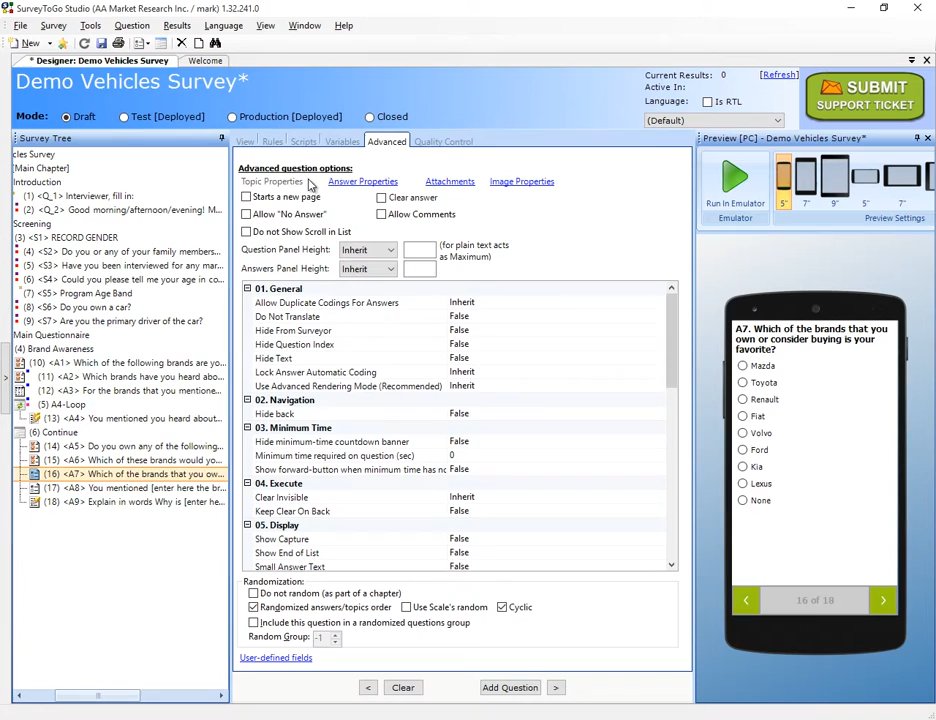 SurveyToGo Studio (AA Market Research Inc. / mark) 1.32.241.0
File Survey Tools Question Results Language View Window Help
New
* Designer: Demo Vehicles Survey* Welcome
Demo Vehicles Survey*
Current Results: 0 [Refresh]
Active In:
Language: Is RTL
(Default)
SUBMIT
SUPPORT TICKET
Mode: Draft Test [Deployed] Production [Deployed] Closed
Survey Tree
cles Survey
[Main Chapter]
Introduction
(1) <Q_1> Interviewer, fill in:
(2) <Q_2> Good morning/afternoon/evening! M...
Screening
(3) <S1> RECORD GENDER
(4) <S2> Do you or any of your family members...
(5) <S3> Have you been interviewed for any mar...
(6) <S4> Could you please tell me your age in co...
(7) <S5> Program Age Band
(8) <S6> Do you own a car?
(9) <S7> Are you the primary driver of the car?
Main Questionnaire
(4) Brand Awareness
(10) <A1> Which of the following brands are yo...
(11) <A2> Which brands have you heard abo...
(12) <A3> For the brands that you mentione...
(5) A4-Loop
(13) <A4> You mentioned you heard about...
(6) Continue
(14) <A5> Do you own any of the following...
(15) <A6> Which of these brands would yo...
(16) <A7> Which of the brands that you ow...
(17) <A8> You mentioned [enter here the br...
(18) <A9> Explain in words Why is [enter he...
View Rules Scripts Variables Advanced Quality Control
Advanced question options:
Topic Properties Answer Properties Attachments Image Properties
Starts a new page Clear answer
Allow "No Answer" Allow Comments
Do not Show Scroll in List
Question Panel Height: Inherit (for plain text acts
as Maximum)
Answers Panel Height: Inherit
01. General
Allow Duplicate Codings For Answers Inherit
Do Not Translate False
Hide From Surveyor False
Hide Question Index False
Hide Text False
Lock Answer Automatic Coding Inherit
Use Advanced Rendering Mode (Recommended) Inherit
02. Navigation
Hide back False
03. Minimum Time
Hide minimum-time countdown banner False
Minimum time required on question (sec) 0
Show forward-button when minimum time has nc False
04. Execute
Clear Invisible Inherit
Keep Clear On Back False
05. Display
Show Capture False
Show End of List False
Small Answer Text False
Randomization:
Do not random (as part of a chapter)
Randomized answers/topics order Use Scale's random Cyclic
Include this question in a randomized questions group
Random Group: -1
User-defined fields
< Clear Add Question >
Preview [PC] - Demo Vehicles Survey*
Run In Emulator
Emulator
5" 7" 9" 5" 7"
Preview Settings
A7. Which of the brands that you
own or consider buying is your
favorite?
Mazda
Toyota
Renault
Fiat
Volvo
Ford
Kia
Lexus
None
16 of 18